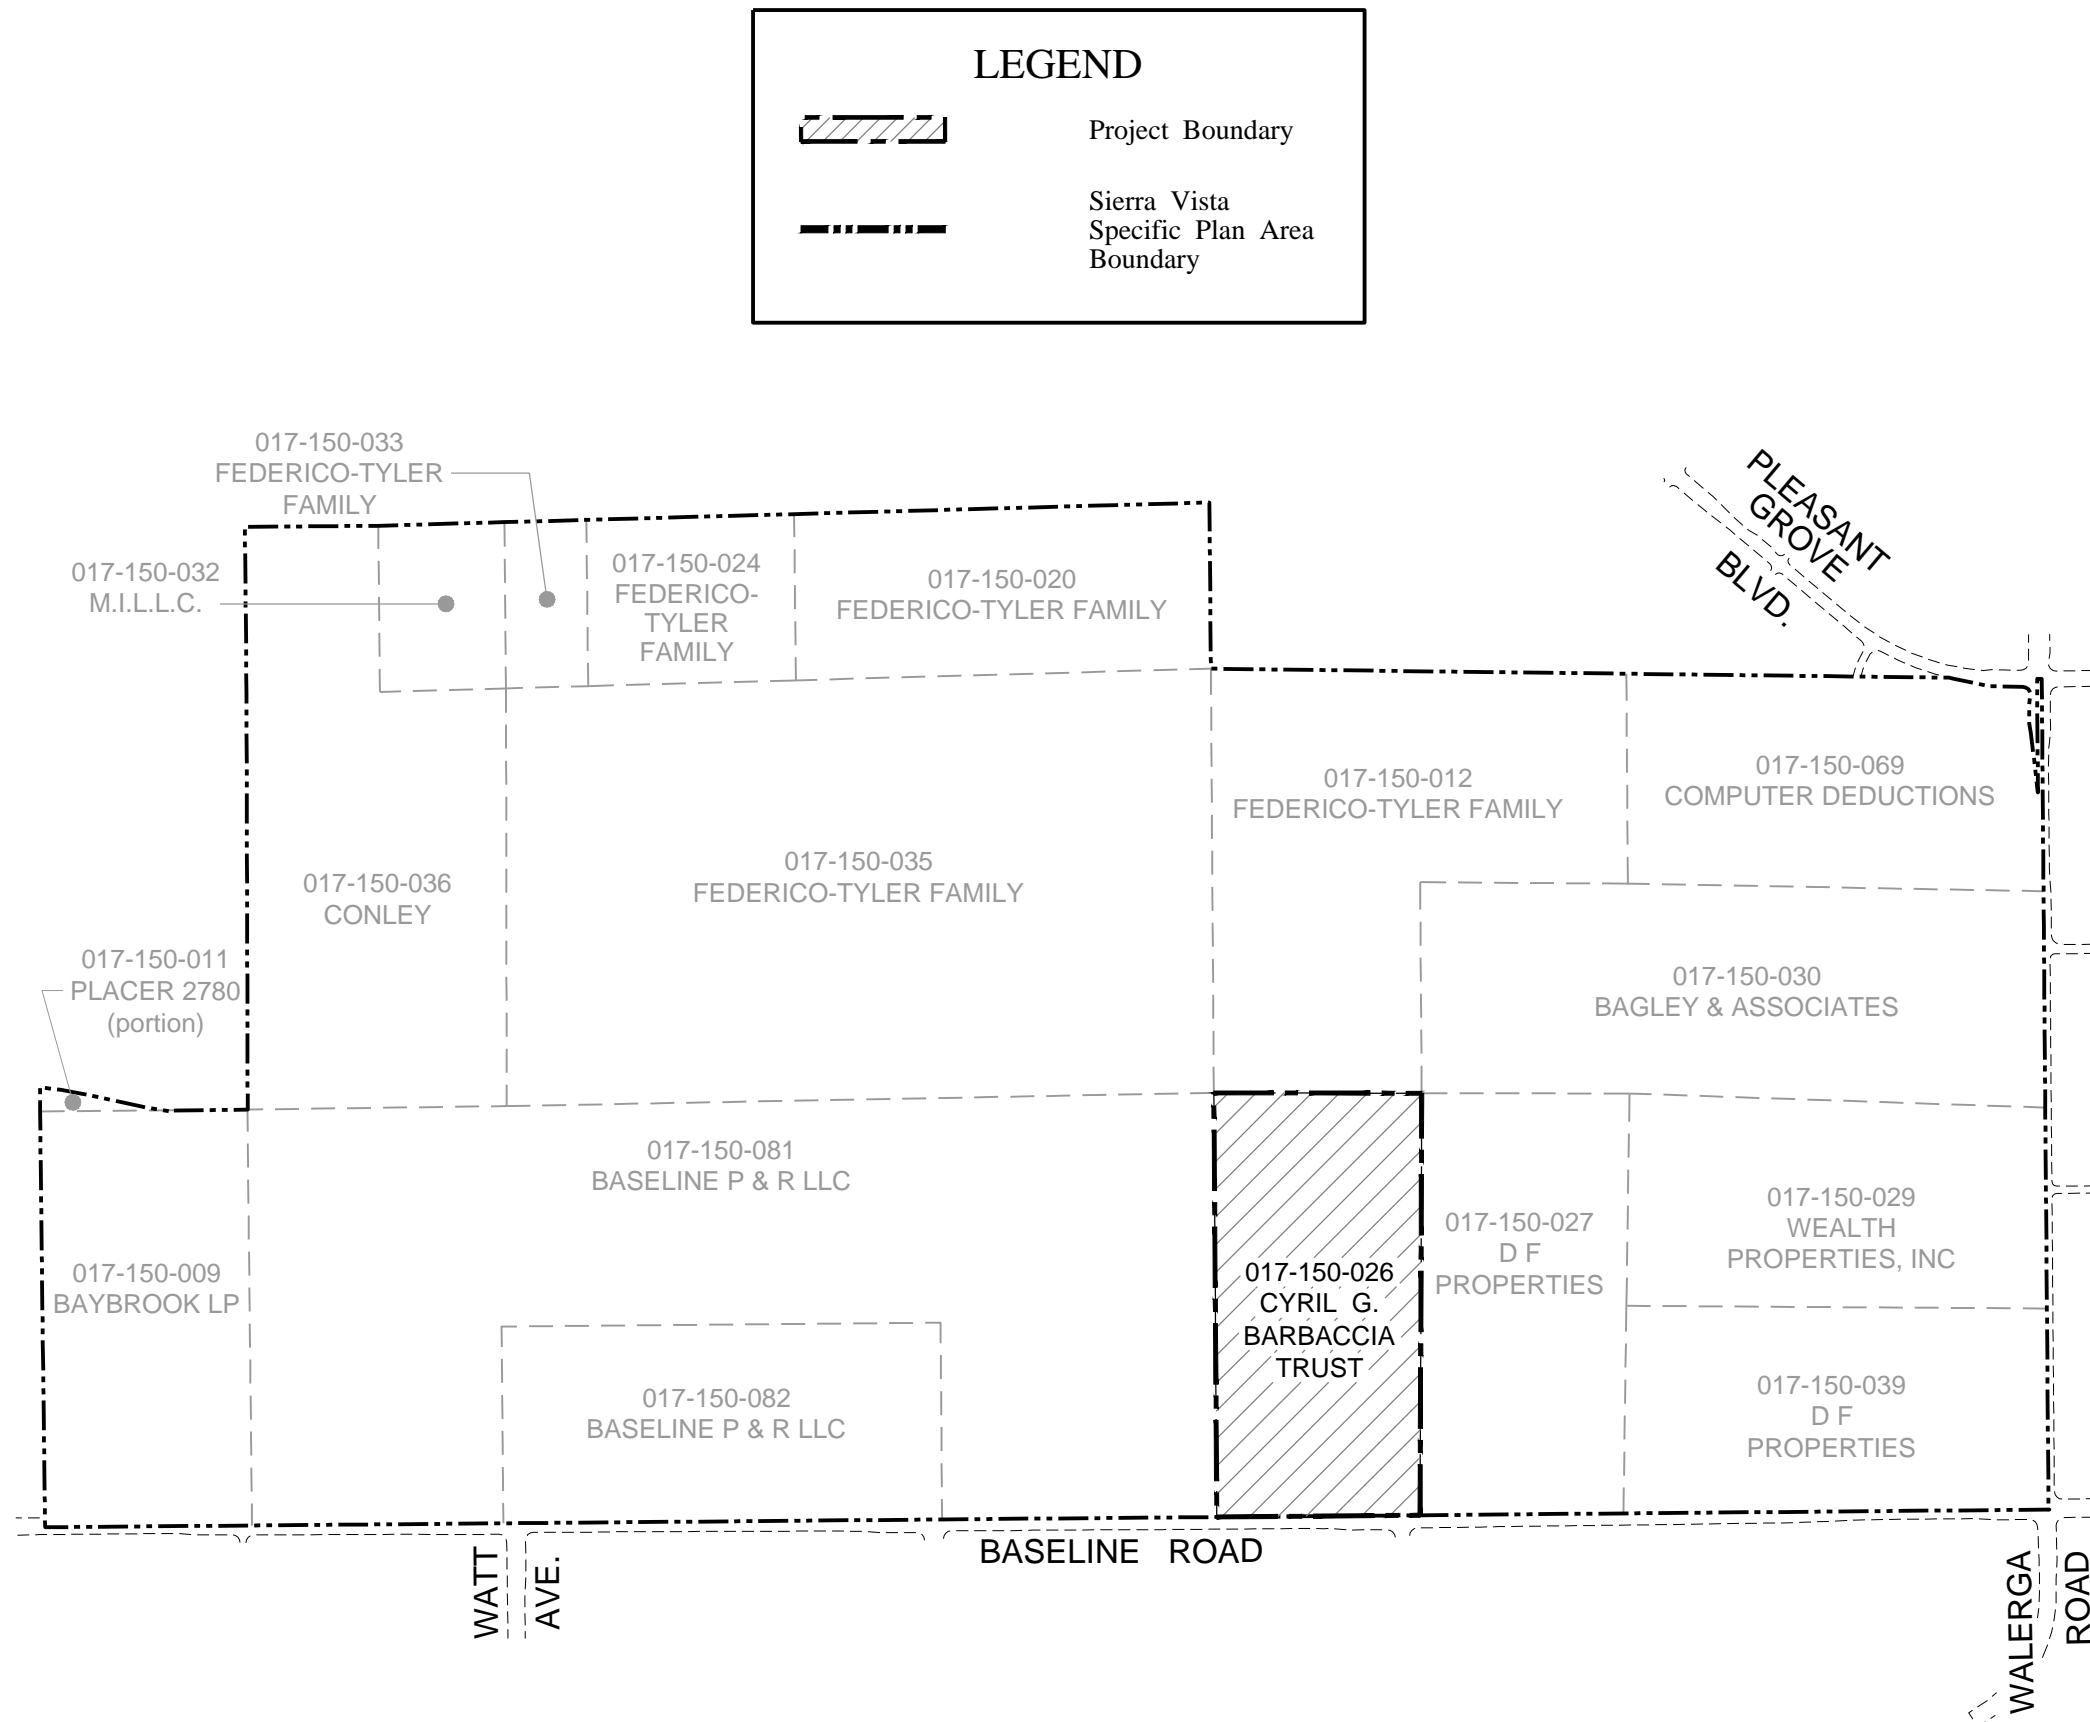 LEGEND
Project Boundary
Sierra Vista
Specific Plan Area
Boundary
017-150-033
FEDERICO-TYLER
FAMILY
017-150-032
M.I.L.L.C.
017-150-024
FEDERICO-
TYLER
FAMILY
017-150-020
FEDERICO-TYLER FAMILY
PLEASANT
GROVE
BLVD.
017-150-012
FEDERICO-TYLER FAMILY
017-150-069
COMPUTER DEDUCTIONS
017-150-035
FEDERICO-TYLER FAMILY
017-150-036
CONLEY
017-150-011
PLACER 2780
(portion)
017-150-030
BAGLEY & ASSOCIATES
017-150-081
BASELINE P & R LLC
017-150-009
BAYBROOK LP
017-150-026
CYRIL G.
BARBACCIA
TRUST
017-150-027
D F
PROPERTIES
017-150-029
WEALTH
PROPERTIES, INC
017-150-082
BASELINE P & R LLC
017-150-039
D F
PROPERTIES
BASELINE ROAD
WATT
AVE.
WALERGA
ROAD